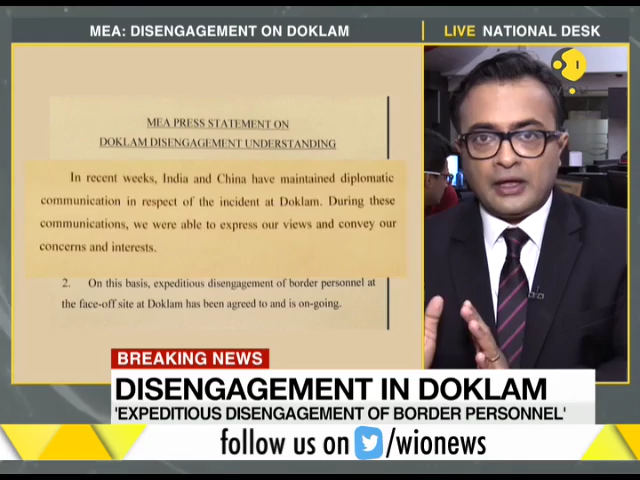 MEA: DISENGAGEMENT ON DOKLAM
LIVE NATIONAL DESK
MEA PRESS STATEMENT ON
DOKLAM DISENGAGEMENT UNDERSTANDING
In recent weeks, India and China have maintained diplomatic
communication in respect of the incident at Doklam. During these
communications, we were able to express our views and convey our
concerns and interests.
2. On this basis, expeditious disengagement of border personnel at
the face-off site at Doklam has been agreed to and is on-going.
BREAKING NEWS
DISENGAGEMENT IN DOKLAM
'EXPEDITIOUS DISENGAGEMENT OF BORDER PERSONNEL'
follow us on /wionews